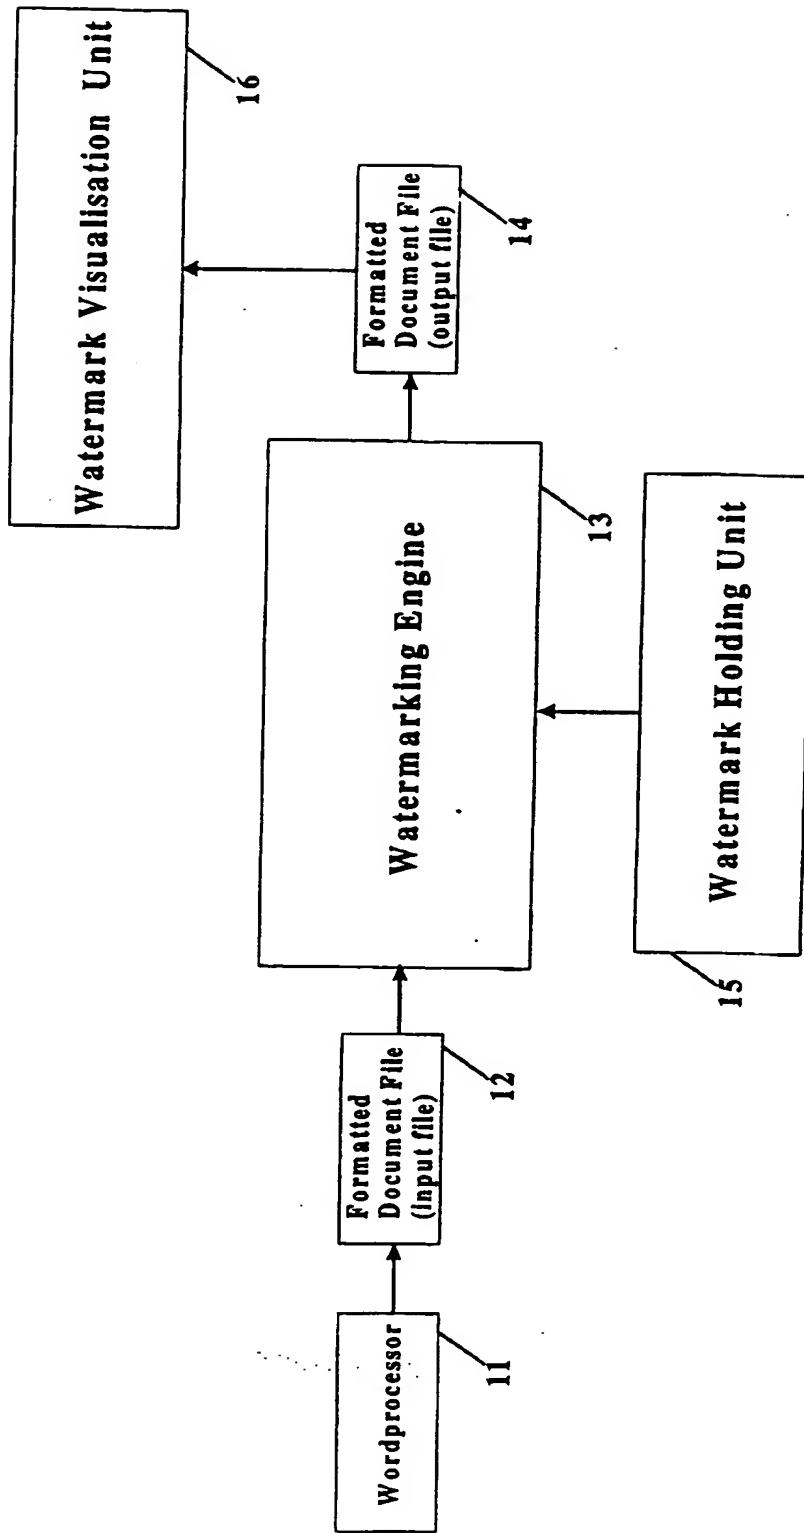 Wordprocessor
11
Formatted
Document File
(input file)
12
Watermarking Engine
13
Formatted
Document File
(output file)
14
Watermark Holding Unit
15
Watermark Visualisation Unit
16